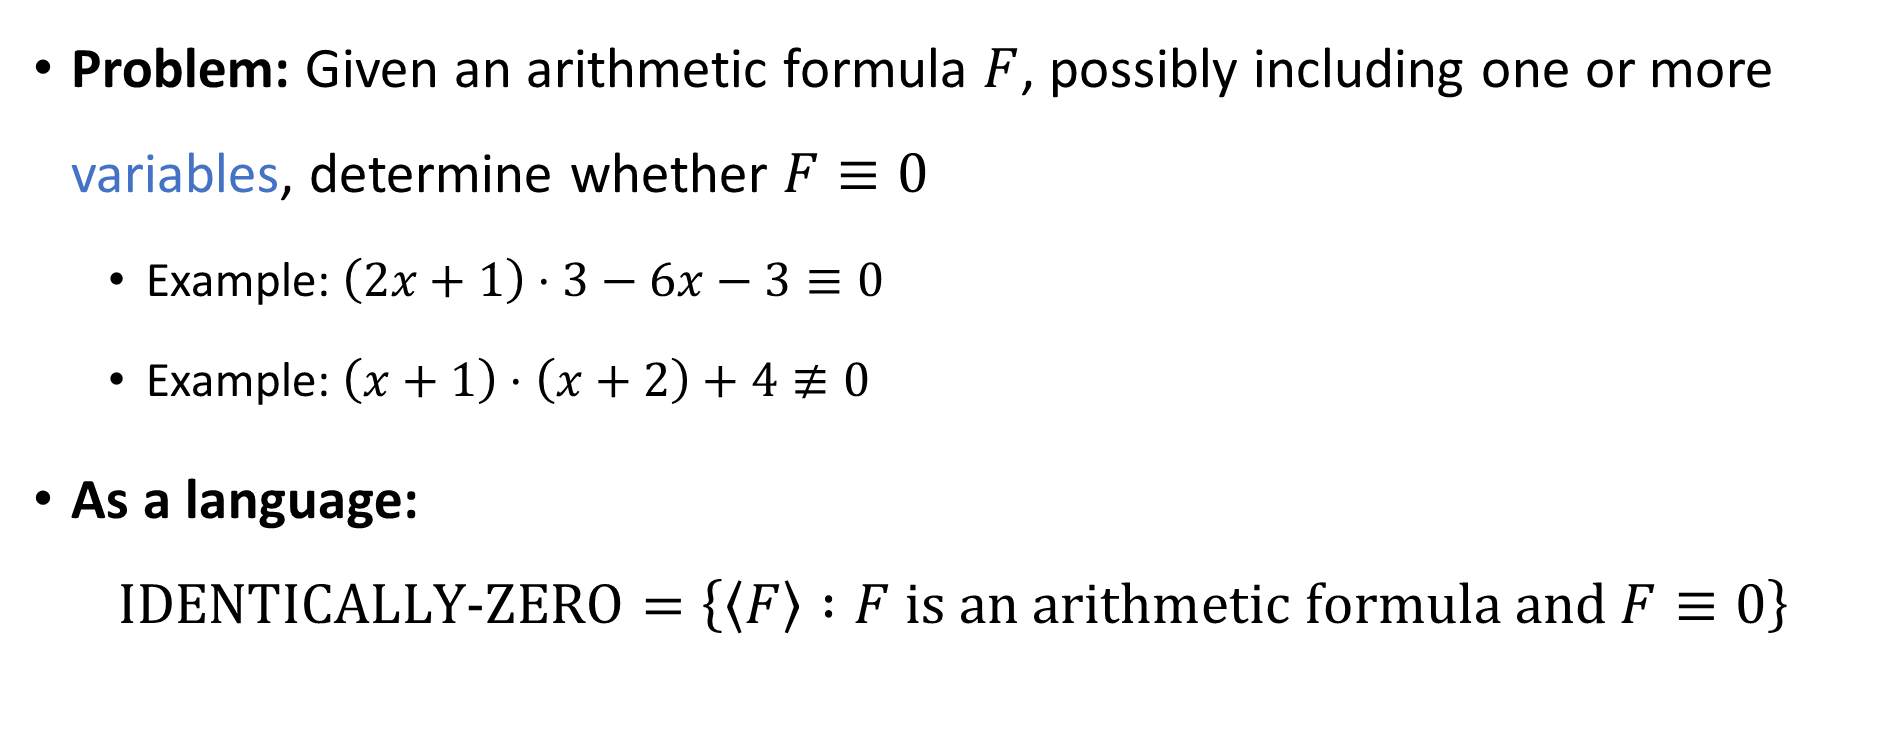 • Problem: Given an arithmetic formula F, possibly including one or more
variables, determine whether F ≡ 0
• Example: (2x + 1) · 3 − 6x − 3 ≡ 0
• Example: (x + 1) · (x + 2) + 4 ≢ 0
• As a language:
IDENTICALLY-ZERO = {⟨F⟩ : F is an arithmetic formula and F ≡ 0}